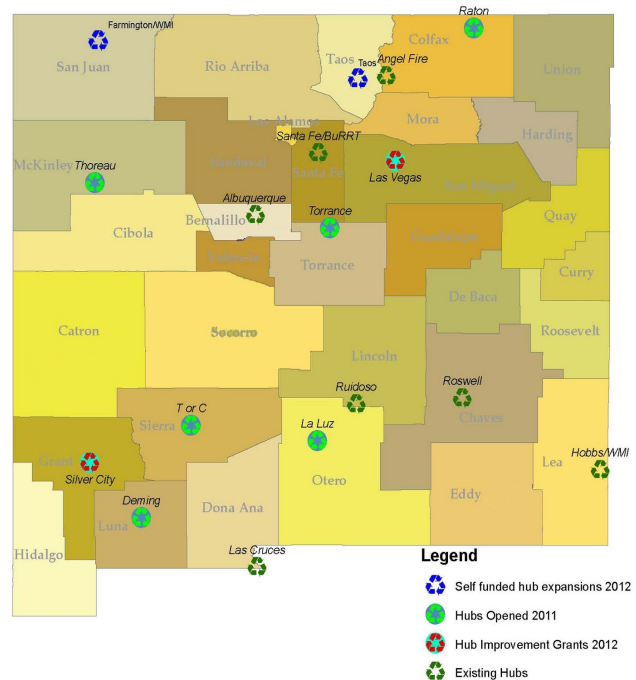 Raton
Farmington/WMI
Colfax
San Juan
Rio Arriba
Taos
Taos
Angel Fire
Union
Mora
Los Alamos
Harding
Santa Fe/BuRRT
McKinley
Thoreau
Sandoval
Santa Fe
Las Vegas
San Miguel
Albuquerque
Bernalillo
Torrance
Quay
Cibola
Guadalupe
Valencia
Torrance
Curry
De Baca
Catron
Socorro
Roosevelt
Lincoln
Ruidoso
Roswell
T or C
Chaves
Sierra
La Luz
Hobbs/WMI
Grant
Lea
Silver City
Otero
Eddy
Deming
Dona Ana
Luna
Las Cruces
Hidalgo
Legend
Self funded hub expansions 2012
Hubs Opened 2011
Hub Improvement Grants 2012
Existing Hubs